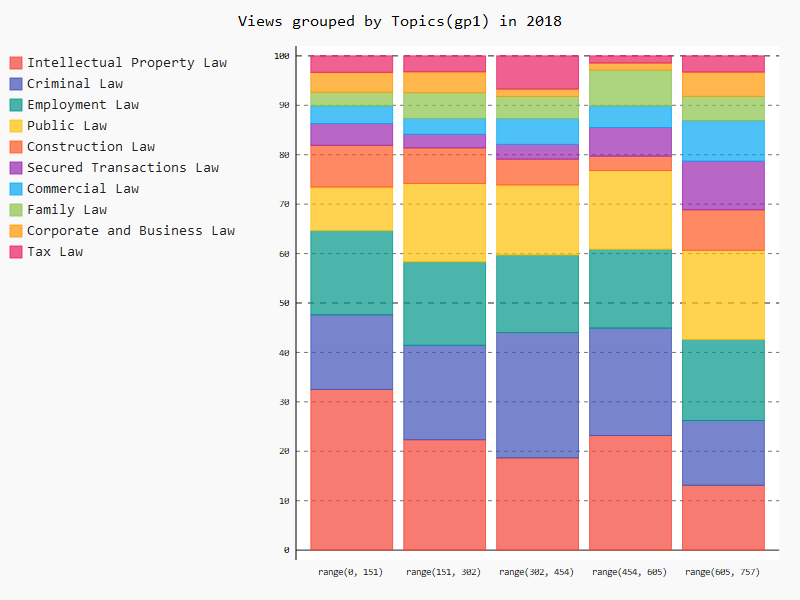 Views grouped by Topics(gp1) in 2018
Intellectual Property Law
Criminal Law
Employment Law
Public Law
Construction Law
Secured Transactions Law
Commercial Law
Family Law
Corporate and Business Law
Tax Law
100
90
80
70
60
50
40
30
20
10
0
range(0, 151) range(151, 302) range(302, 454) range(454, 605) range(605, 757)